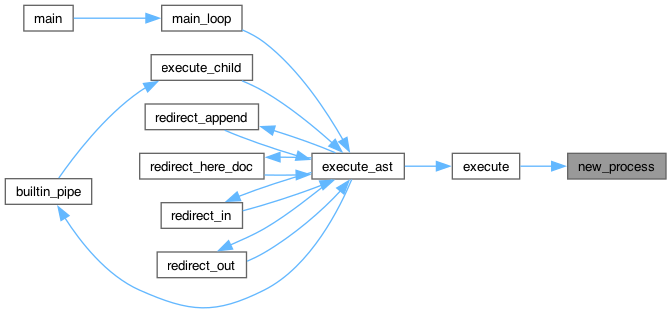 main
main_loop
execute_child
redirect_append
redirect_here_doc
execute_ast
execute
new_process
builtin_pipe
redirect_in
redirect_out